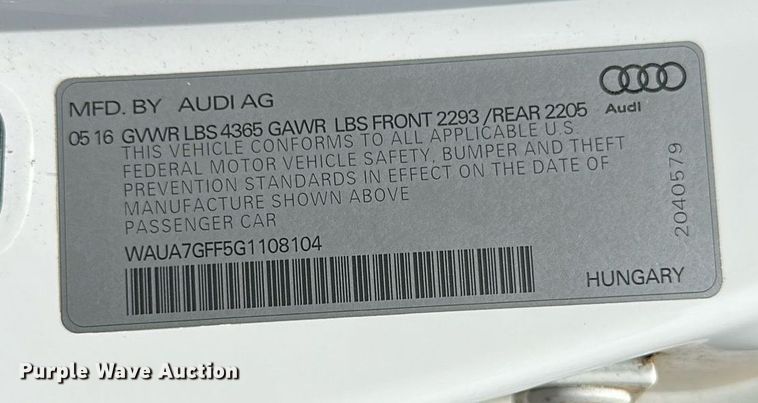 MFD. BY AUDI AG
Audi
05 16 GVWR LBS 4365 GAWR LBS FRONT 2293 /REAR 2205
THIS VEHICLE CONFORMS TO ALL APPLICABLE U.S.
FEDERAL MOTOR VEHICLE SAFETY, BUMPER AND THEFT
PREVENTION STANDARDS IN EFFECT ON THE DATE OF
MANUFACTURE SHOWN ABOVE
PASSENGER CAR
2040579
WAUA7GFF5G1108104
HUNGARY
Purple Wave Auction